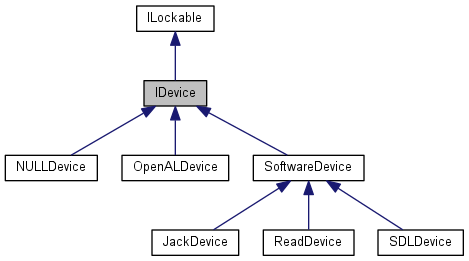 ILockable
IDevice
NULLDevice
OpenALDevice
SoftwareDevice
JackDevice
ReadDevice
SDLDevice